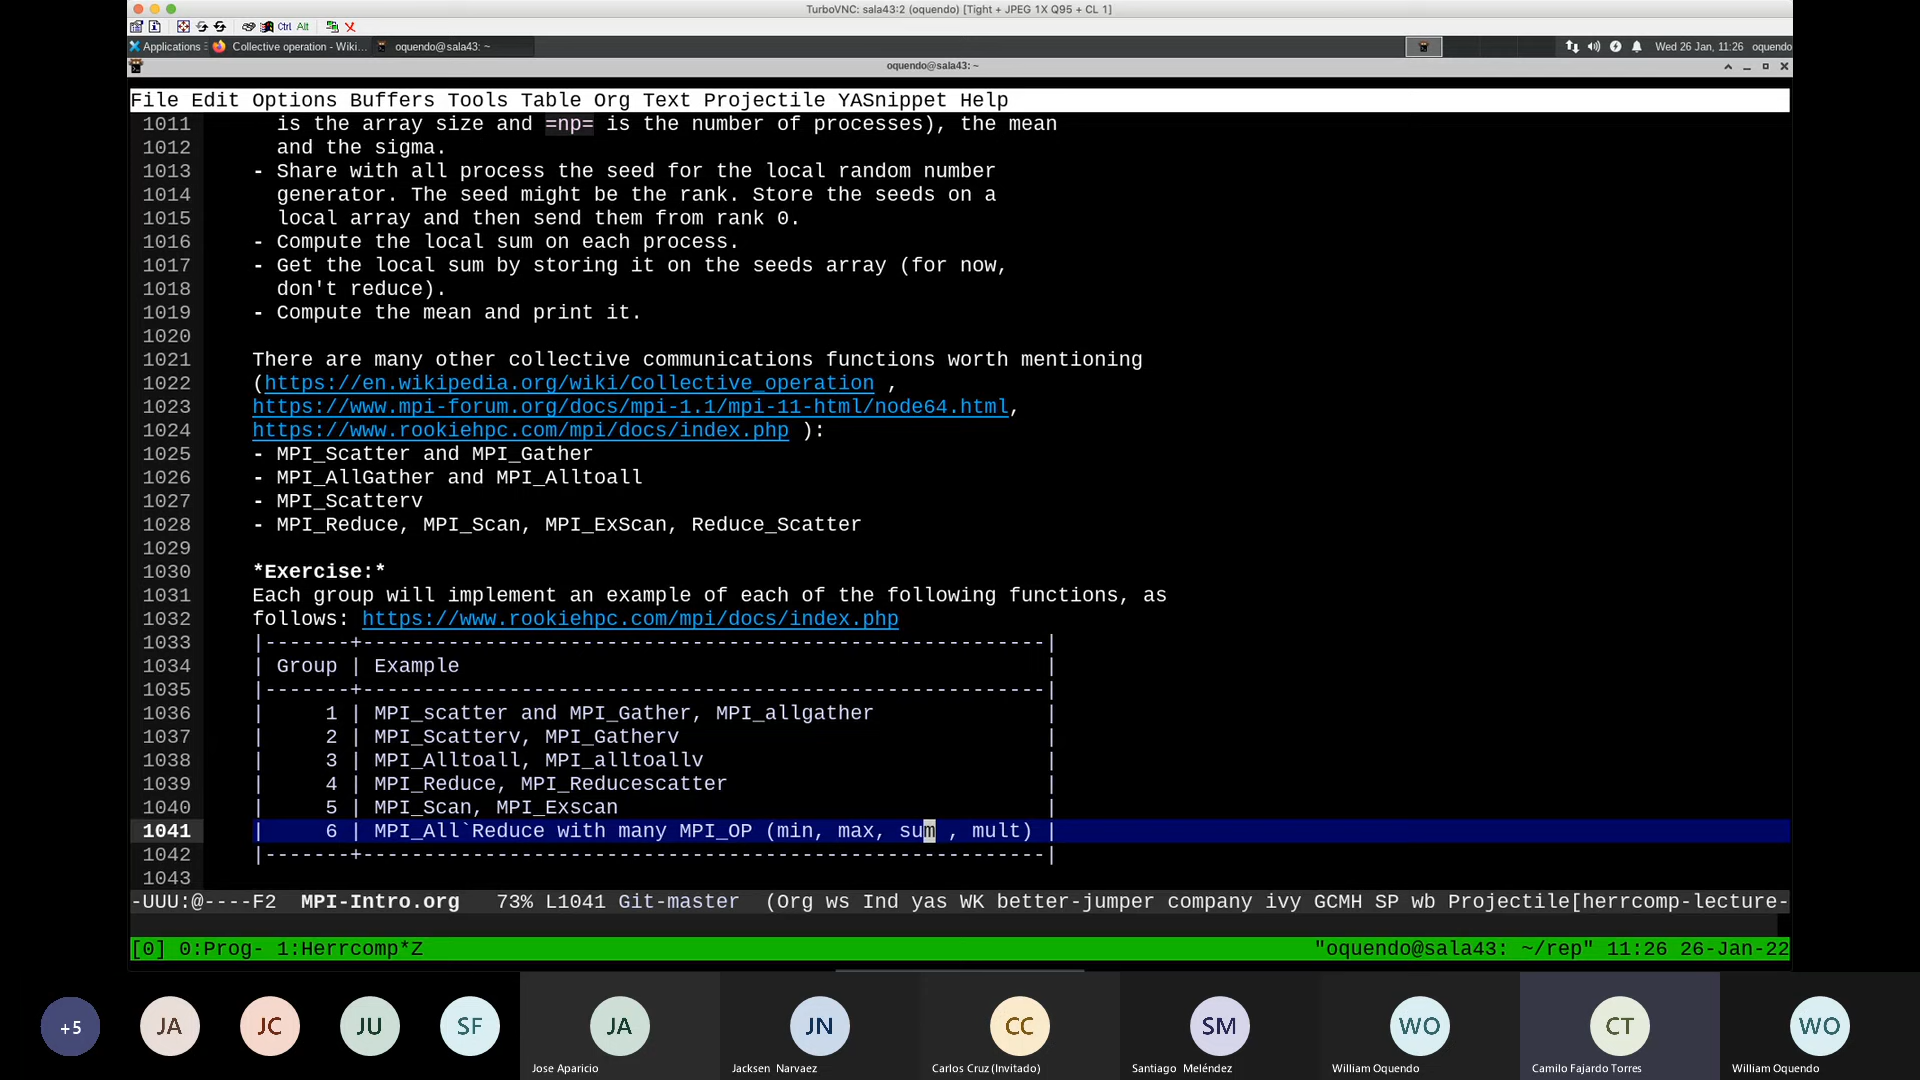 TurboVNC: sala43:2 (oquendo) [Tight + JPEG 1X Q95 + CL 1]
Ctrl Alt
Applications Collective operation - Wiki... oquendo@sala43: ~ Wed 26 Jan, 11:26 oquendo
oquendo@sala43: ~
File Edit Options Buffers Tools Table Org Text Projectile YASnippet Help
1011 is the array size and =np= is the number of processes), the mean
1012 and the sigma.
1013 - Share with all process the seed for the local random number
1014 generator. The seed might be the rank. Store the seeds on a
1015 local array and then send them from rank 0.
1016 - Compute the local sum on each process.
1017 - Get the local sum by storing it on the seeds array (for now,
1018 don't reduce).
1019 - Compute the mean and print it.
1020
1021 There are many other collective communications functions worth mentioning
1022 (https://en.wikipedia.org/wiki/Collective_operation ,
1023 https://www.mpi-forum.org/docs/mpi-1.1/mpi-11-html/node64.html,
1024 https://www.rookiehpc.com/mpi/docs/index.php ):
1025 - MPI_Scatter and MPI_Gather
1026 - MPI_AllGather and MPI_Alltoall
1027 - MPI_Scatterv
1028 - MPI_Reduce, MPI_Scan, MPI_ExScan, Reduce_Scatter
1029
1030 *Exercise:*
1031 Each group will implement an example of each of the following functions, as
1032 follows: https://www.rookiehpc.com/mpi/docs/index.php
1033 |-------+--------------------------------------------------------|
1034 | Group | Example |
1035 |-------+--------------------------------------------------------|
1036 | 1 | MPI_scatter and MPI_Gather, MPI_allgather |
1037 | 2 | MPI_Scatterv, MPI_Gatherv |
1038 | 3 | MPI_Alltoall, MPI_alltoallv |
1039 | 4 | MPI_Reduce, MPI_Reducescatter |
1040 | 5 | MPI_Scan, MPI_Exscan |
1041 | 6 | MPI_All`Reduce with many MPI_OP (min, max, sum , mult) |
1042 |-------+--------------------------------------------------------|
1043
-UUU:@----F2 MPI-Intro.org 73% L1041 Git-master (Org ws Ind yas WK better-jumper company ivy GCMH SP wb Projectile[herrcomp-lecture-
[0] 0:Prog- 1:Herrcomp*Z "oquendo@sala43: ~/rep" 11:26 26-Jan-22
+5 JA JC JU SF JA JN CC SM WO CT WO
Jose Aparicio Jacksen Narvaez Carlos Cruz (Invitado) Santiago Meléndez William Oquendo Camilo Fajardo Torres William Oquendo